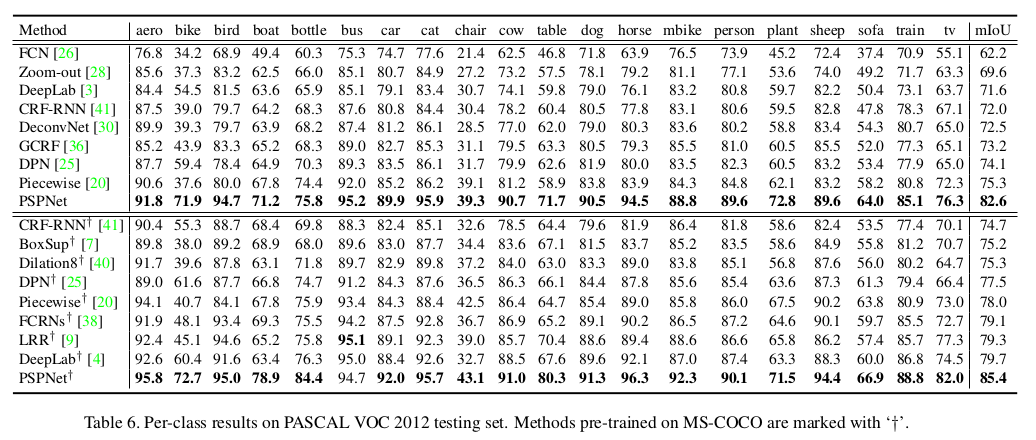 Method aero bike bird boat bottle bus car cat chair cow table dog horse mbike person plant sheep sofa train tv mIoU
FCN [26] 76.8 34.2 68.9 49.4 60.3 75.3 74.7 77.6 21.4 62.5 46.8 71.8 63.9 76.5 73.9 45.2 72.4 37.4 70.9 55.1 62.2
Zoom-out [28] 85.6 37.3 83.2 62.5 66.0 85.1 80.7 84.9 27.2 73.2 57.5 78.1 79.2 81.1 77.1 53.6 74.0 49.2 71.7 63.3 69.6
DeepLab [3] 84.4 54.5 81.5 63.6 65.9 85.1 79.1 83.4 30.7 74.1 59.8 79.0 76.1 83.2 80.8 59.7 82.2 50.4 73.1 63.7 71.6
CRF-RNN [41] 87.5 39.0 79.7 64.2 68.3 87.6 80.8 84.4 30.4 78.2 60.4 80.5 77.8 83.1 80.6 59.5 82.8 47.8 78.3 67.1 72.0
DeconvNet [30] 89.9 39.3 79.7 63.9 68.2 87.4 81.2 86.1 28.5 77.0 62.0 79.0 80.3 83.6 80.2 58.8 83.4 54.3 80.7 65.0 72.5
GCRF [36] 85.2 43.9 83.3 65.2 68.3 89.0 82.7 85.3 31.1 79.5 63.3 80.5 79.3 85.5 81.0 60.5 85.5 52.0 77.3 65.1 73.2
DPN [25] 87.7 59.4 78.4 64.9 70.3 89.3 83.5 86.1 31.7 79.9 62.6 81.9 80.0 83.5 82.3 60.5 83.2 53.4 77.9 65.0 74.1
Piecewise [20] 90.6 37.6 80.0 67.8 74.4 92.0 85.2 86.2 39.1 81.2 58.9 83.8 83.9 84.3 84.8 62.1 83.2 58.2 80.8 72.3 75.3
PSPNet 91.8 71.9 94.7 71.2 75.8 95.2 89.9 95.9 39.3 90.7 71.7 90.5 94.5 88.8 89.6 72.8 89.6 64.0 85.1 76.3 82.6
CRF-RNN† [41] 90.4 55.3 88.7 68.4 69.8 88.3 82.4 85.1 32.6 78.5 64.4 79.6 81.9 86.4 81.8 58.6 82.4 53.5 77.4 70.1 74.7
BoxSup† [7] 89.8 38.0 89.2 68.9 68.0 89.6 83.0 87.7 34.4 83.6 67.1 81.5 83.7 85.2 83.5 58.6 84.9 55.8 81.2 70.7 75.2
Dilation8† [40] 91.7 39.6 87.8 63.1 71.8 89.7 82.9 89.8 37.2 84.0 63.0 83.3 89.0 83.8 85.1 56.8 87.6 56.0 80.2 64.7 75.3
DPN† [25] 89.0 61.6 87.7 66.8 74.7 91.2 84.3 87.6 36.5 86.3 66.1 84.4 87.8 85.6 85.4 63.6 87.3 61.3 79.4 66.4 77.5
Piecewise† [20] 94.1 40.7 84.1 67.8 75.9 93.4 84.3 88.4 42.5 86.4 64.7 85.4 89.0 85.8 86.0 67.5 90.2 63.8 80.9 73.0 78.0
FCRNs† [38] 91.9 48.1 93.4 69.3 75.5 94.2 87.5 92.8 36.7 86.9 65.2 89.1 90.2 86.5 87.2 64.6 90.1 59.7 85.5 72.7 79.1
LRR† [9] 92.4 45.1 94.6 65.2 75.8 95.1 89.1 92.3 39.0 85.7 70.4 88.6 89.4 88.6 86.6 65.8 86.2 57.4 85.7 77.3 79.3
DeepLab† [4] 92.6 60.4 91.6 63.4 76.3 95.0 88.4 92.6 32.7 88.5 67.6 89.6 92.1 87.0 87.4 63.3 88.3 60.0 86.8 74.5 79.7
PSPNet† 95.8 72.7 95.0 78.9 84.4 94.7 92.0 95.7 43.1 91.0 80.3 91.3 96.3 92.3 90.1 71.5 94.4 66.9 88.8 82.0 85.4
Table 6. Per-class results on PASCAL VOC 2012 testing set. Methods pre-trained on MS-COCO are marked with ‘†’.